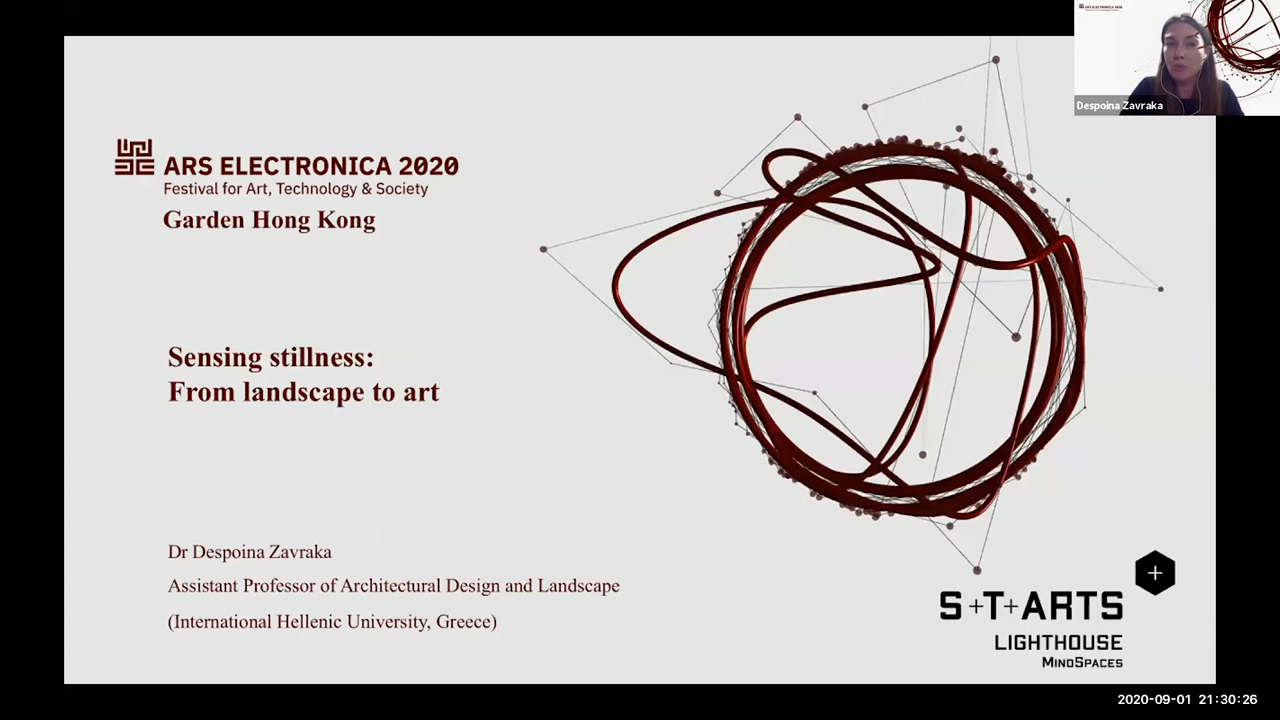 ARS ELECTRONICA 2020
Festival for Art, Technology & Society
Garden Hong Kong
Sensing stillness:
From landscape to art
Dr Despoina Zavraka
Assistant Professor of Architectural Design and Landscape
(International Hellenic University, Greece)
S+T+ARTS
LIGHTHOUSE
MINDSPACES
Despoina Zavraka
2020-09-01 21:30:26